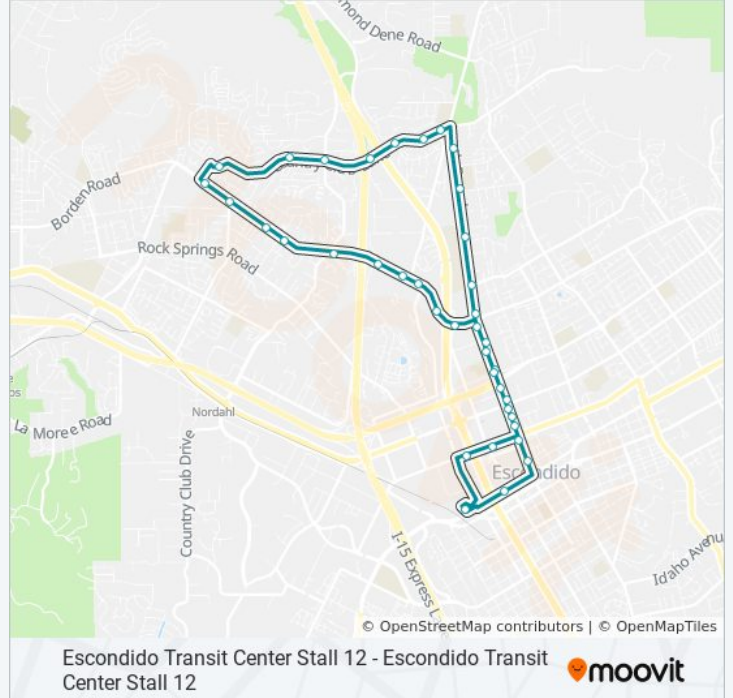 mond Dene Road
Borden Road
Rock Springs Road
Nordahl
La Moree Road
Country Club Drive
Escondido
I-15 Express L
Idaho Avenu
© OpenStreetMap contributors | © OpenMapTiles
Escondido Transit Center Stall 12 - Escondido Transit
Center Stall 12
moovit